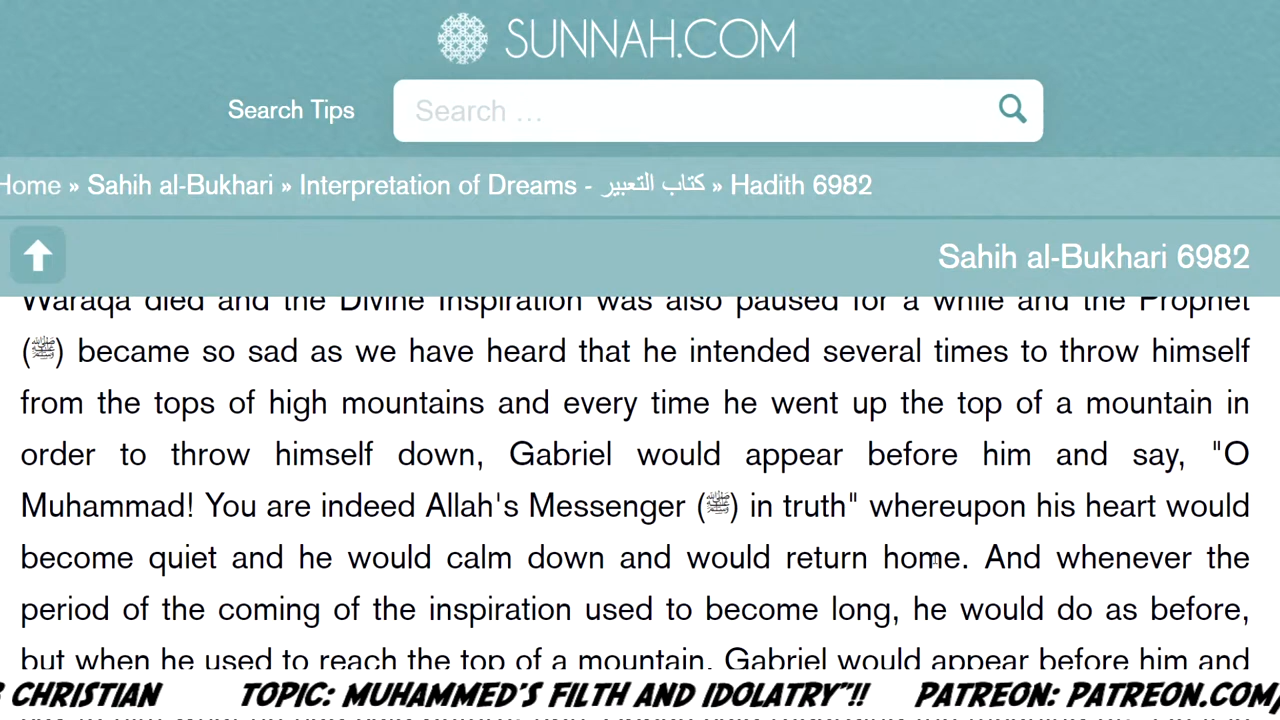 SUNNAH.COM
Search Tips
Search ...
Home » Sahih al-Bukhari » Interpretation of Dreams - كتاب التعبير » Hadith 6982
Sahih al-Bukhari 6982
Waraqa died and the Divine Inspiration was also paused for a while and the Prophet
(ﷺ) became so sad as we have heard that he intended several times to throw himself
from the tops of high mountains and every time he went up the top of a mountain in
order to throw himself down, Gabriel would appear before him and say, "O
Muhammad! You are indeed Allah's Messenger (ﷺ) in truth" whereupon his heart would
become quiet and he would calm down and would return home. And whenever the
period of the coming of the inspiration used to become long, he would do as before,
but when he used to reach the top of a mountain, Gabriel would appear before him and
CHRISTIAN TOPIC: MUHAMMED'S FILTH AND IDOLATRY"!! PATREON: PATREON.COM/